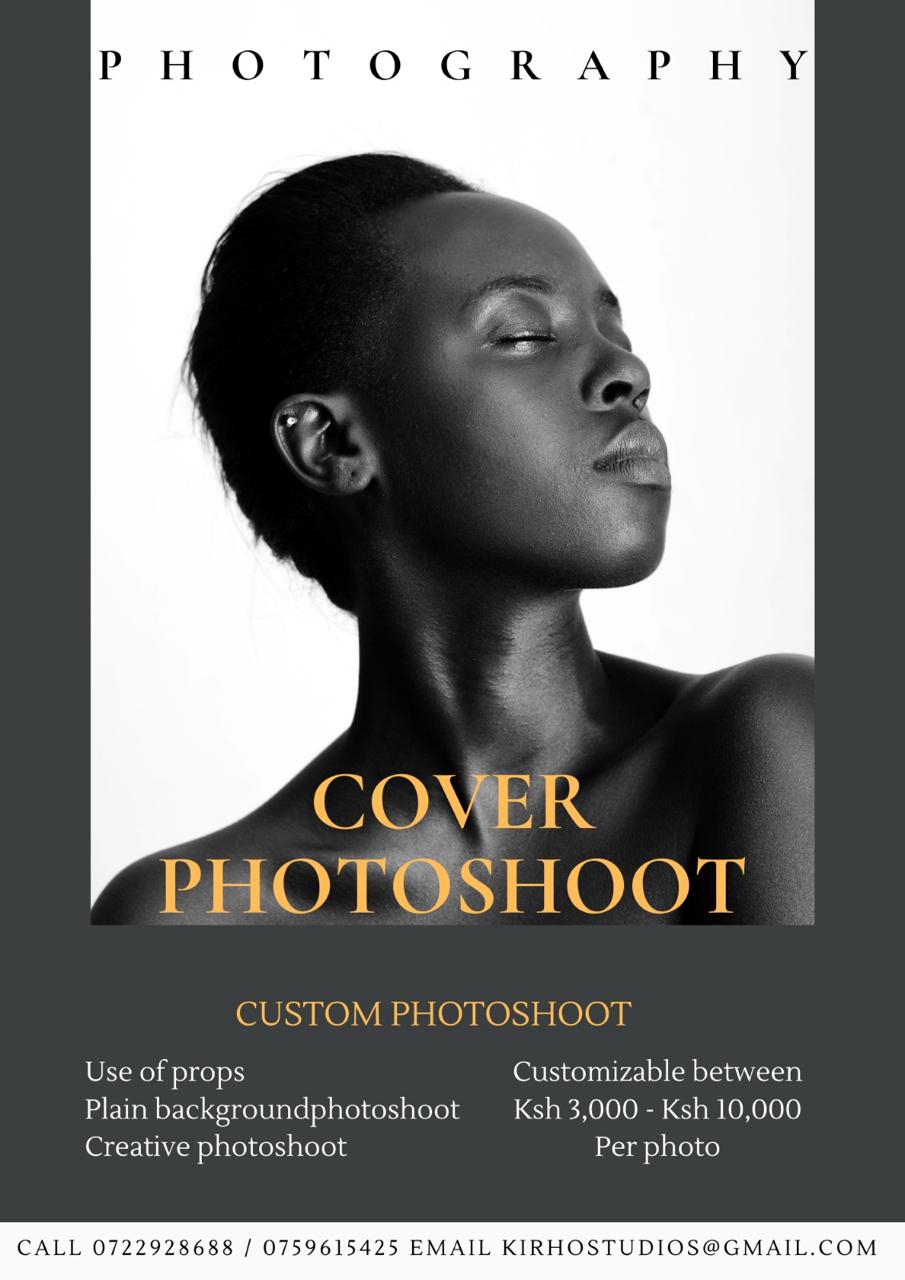 PHOTOGRAPHY
COVER
PHOTOSHOOT
CUSTOM PHOTOSHOOT
Use of props
Plain backgroundphotoshoot
Creative photoshoot
Customizable between
Ksh 3,000 - Ksh 10,000
Per photo
CALL 0722928688 / 0759615425 EMAIL KIRHOSTUDIOS@GMAIL.COM